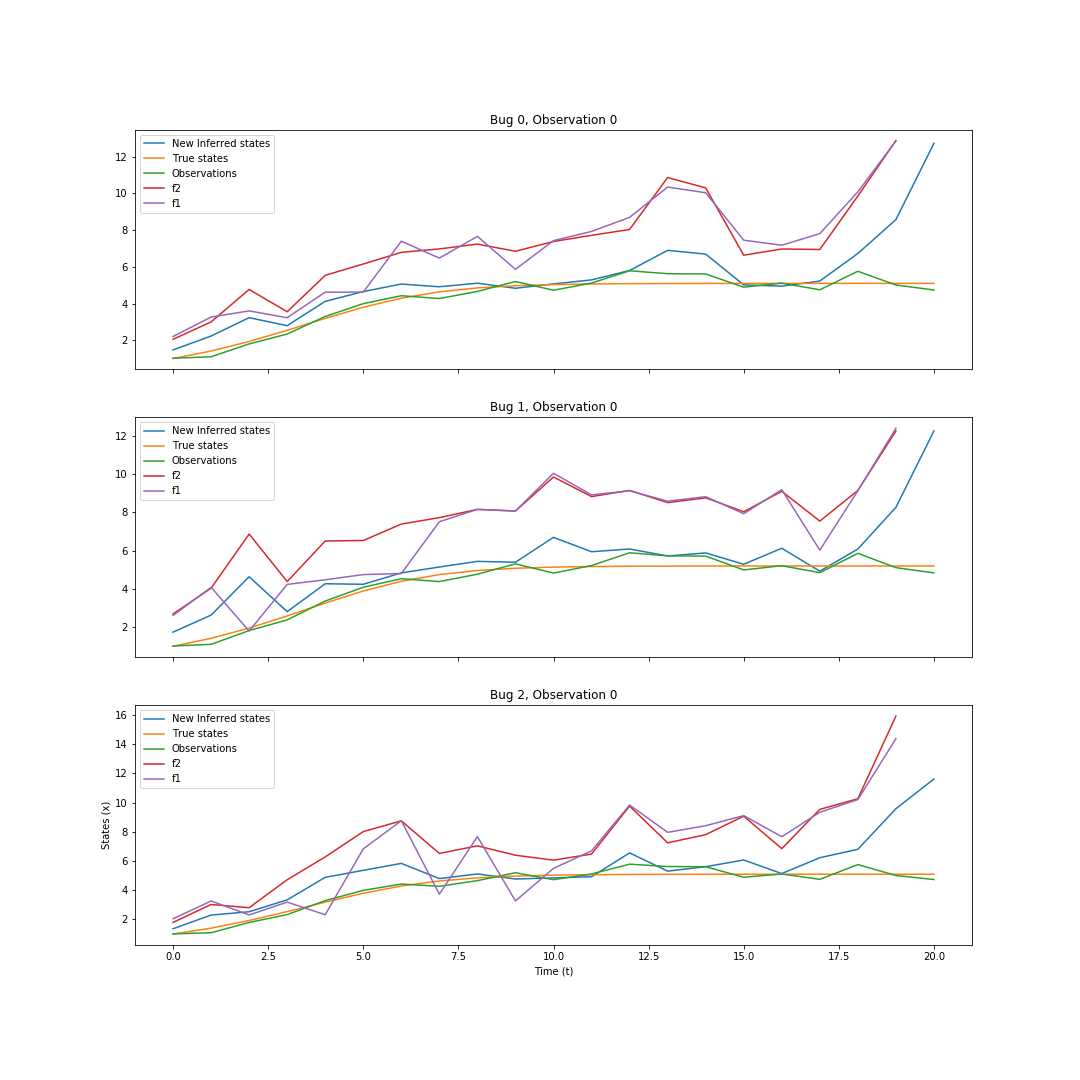 Bug 0, Observation 0
New Inferred states
True states
Observations
f2
f1
12
10
8
6
4
2
Bug 1, Observation 0
New Inferred states
True states
Observations
f2
f1
12
10
8
6
4
2
Bug 2, Observation 0
New Inferred states
True states
Observations
f2
f1
16
14
12
10
8
6
4
2
States (x)
0.0 2.5 5.0 7.5 10.0 12.5 15.0 17.5 20.0
Time (t)